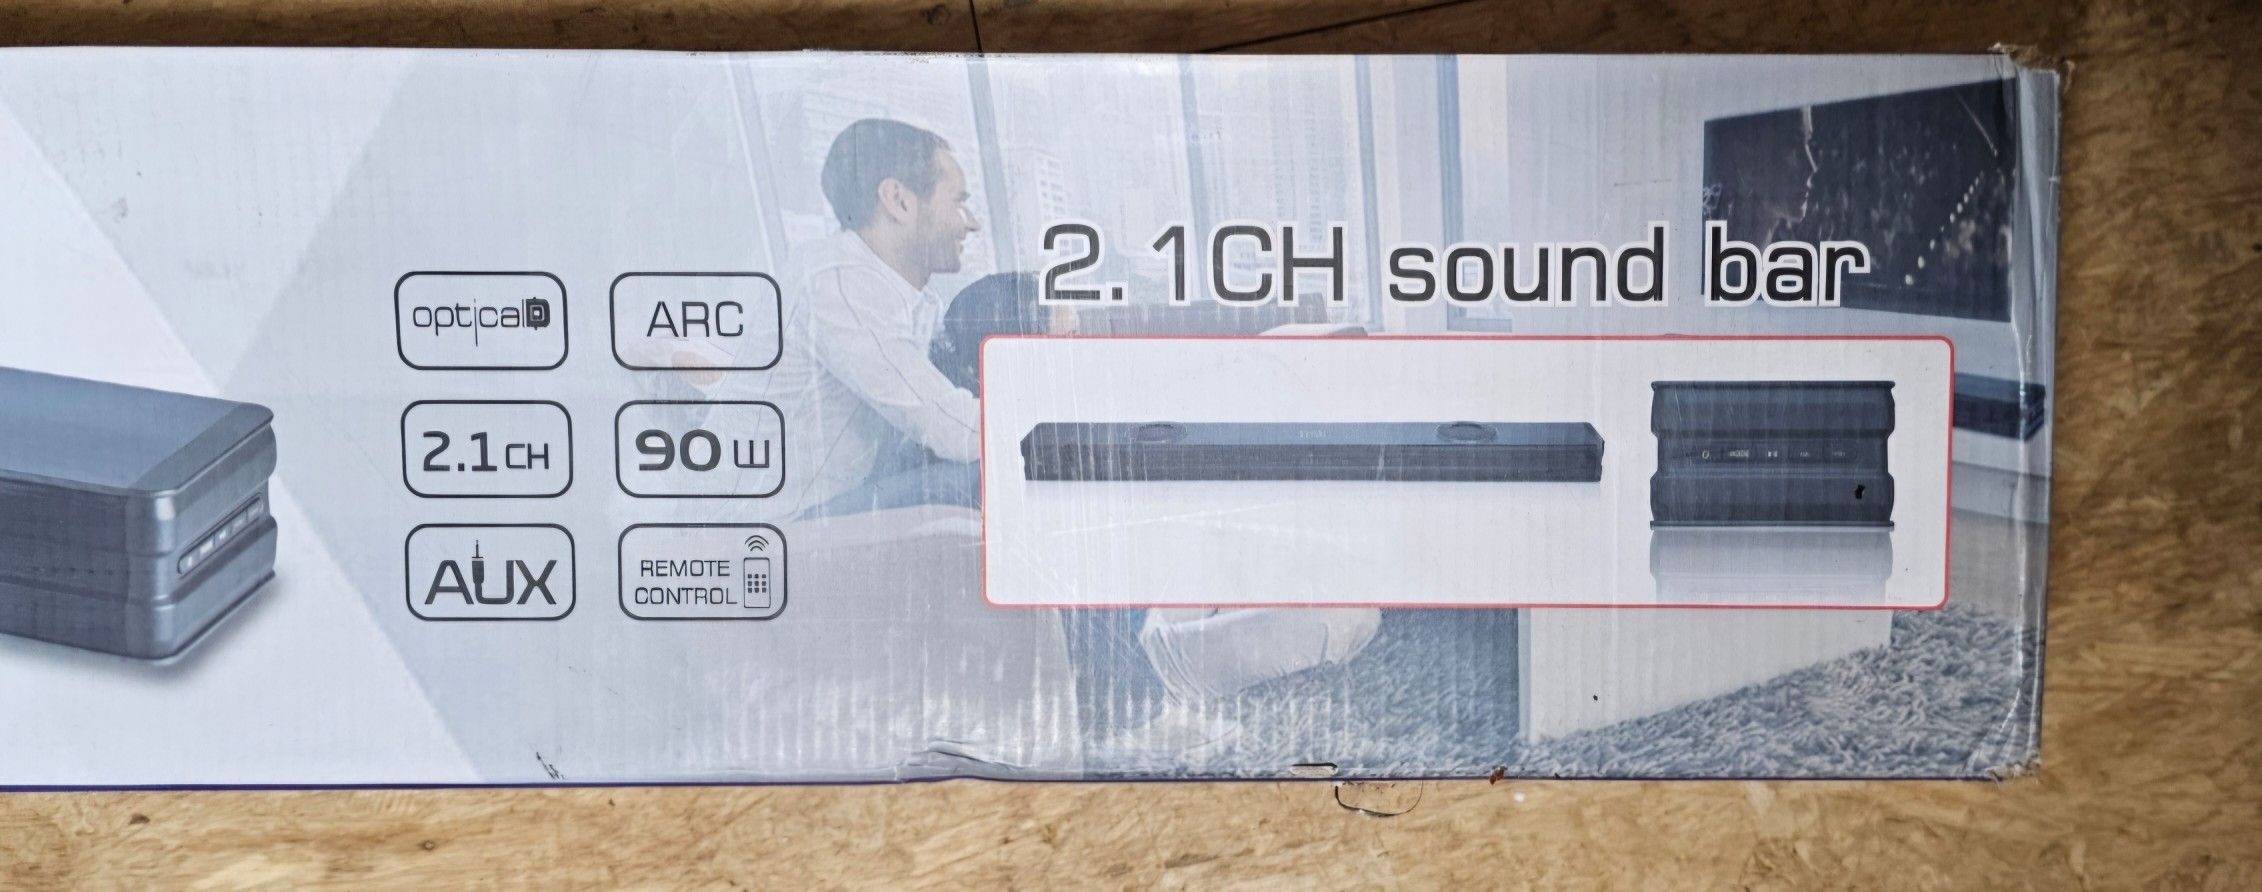 2.1CH sound bar
optical
ARC
2.1CH
90W
AUX
REMOTE
CONTROL